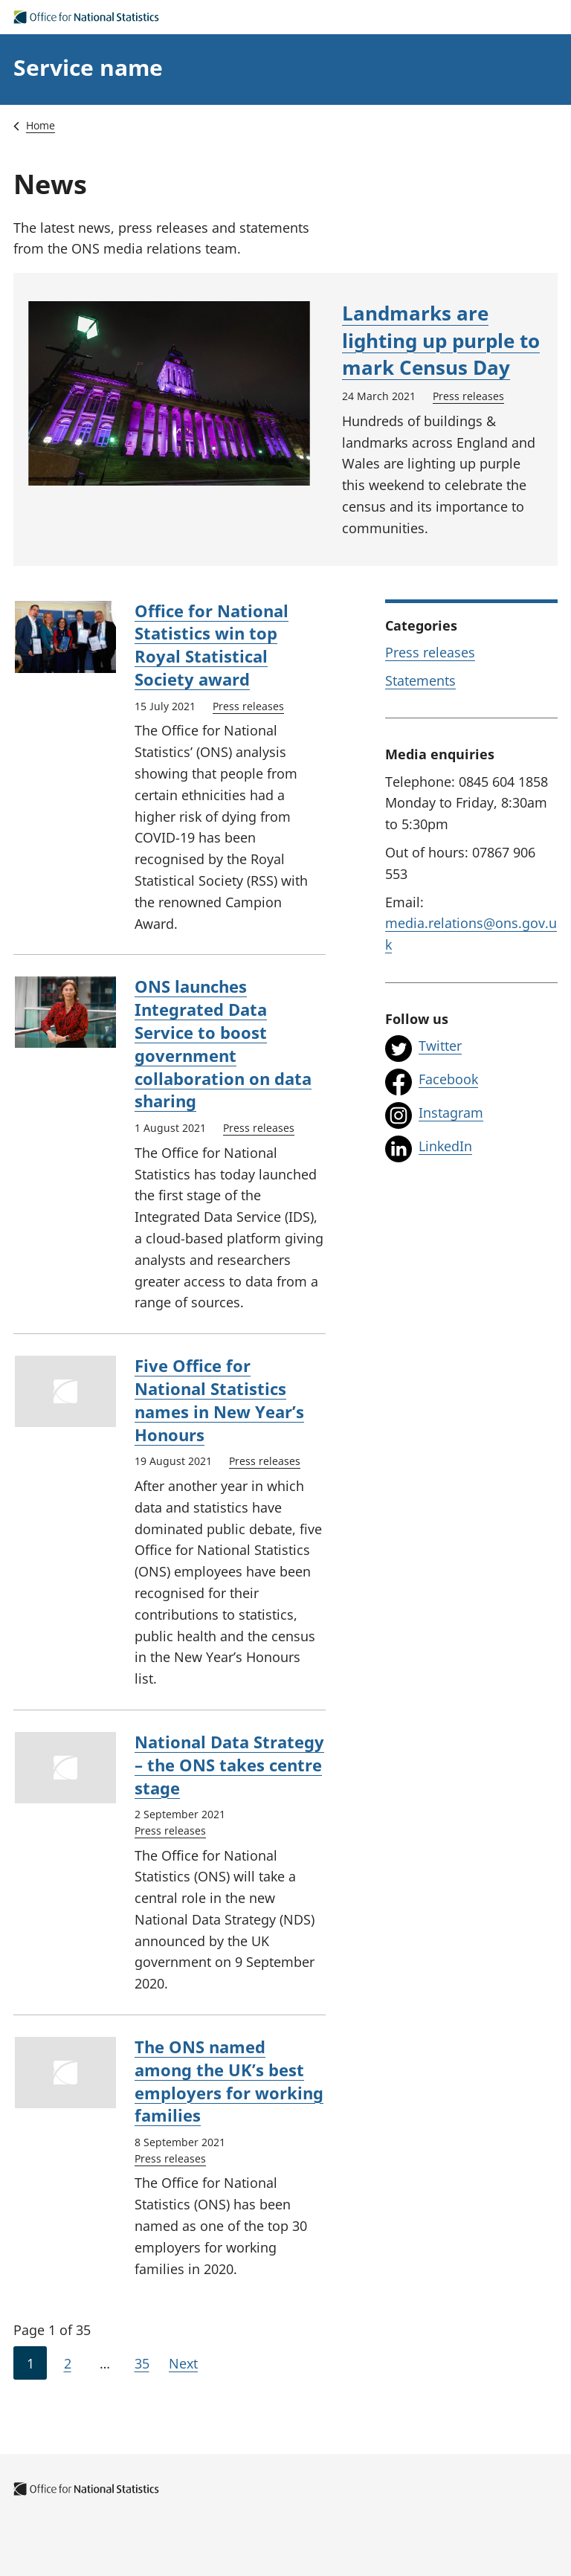 Office for National Statistics
Service name
Home
News
The latest news, press releases and statements
from the ONS media relations team.
Landmarks are
lighting up purple to
mark Census Day
24 March 2021 Press releases
Hundreds of buildings &
landmarks across England and
Wales are lighting up purple
this weekend to celebrate the
census and its importance to
communities.
Office for National
Statistics win top
Royal Statistical
Society award
15 July 2021 Press releases
The Office for National
Statistics’ (ONS) analysis
showing that people from
certain ethnicities had a
higher risk of dying from
COVID-19 has been
recognised by the Royal
Statistical Society (RSS) with
the renowned Campion
Award.
ONS launches
Integrated Data
Service to boost
government
collaboration on data
sharing
1 August 2021 Press releases
The Office for National
Statistics has today launched
the first stage of the
Integrated Data Service (IDS),
a cloud-based platform giving
analysts and researchers
greater access to data from a
range of sources.
Five Office for
National Statistics
names in New Year’s
Honours
19 August 2021 Press releases
After another year in which
data and statistics have
dominated public debate, five
Office for National Statistics
(ONS) employees have been
recognised for their
contributions to statistics,
public health and the census
in the New Year’s Honours
list.
National Data Strategy
– the ONS takes centre
stage
2 September 2021
Press releases
The Office for National
Statistics (ONS) will take a
central role in the new
National Data Strategy (NDS)
announced by the UK
government on 9 September
2020.
The ONS named
among the UK’s best
employers for working
families
8 September 2021
Press releases
The Office for National
Statistics (ONS) has been
named as one of the top 30
employers for working
families in 2020.
Categories
Press releases
Statements
Media enquiries
Telephone: 0845 604 1858
Monday to Friday, 8:30am
to 5:30pm
Out of hours: 07867 906
553
Email:
media.relations@ons.gov.u
k
Follow us
Twitter
Facebook
Instagram
LinkedIn
Page 1 of 35
1 2 … 35 Next
Office for National Statistics